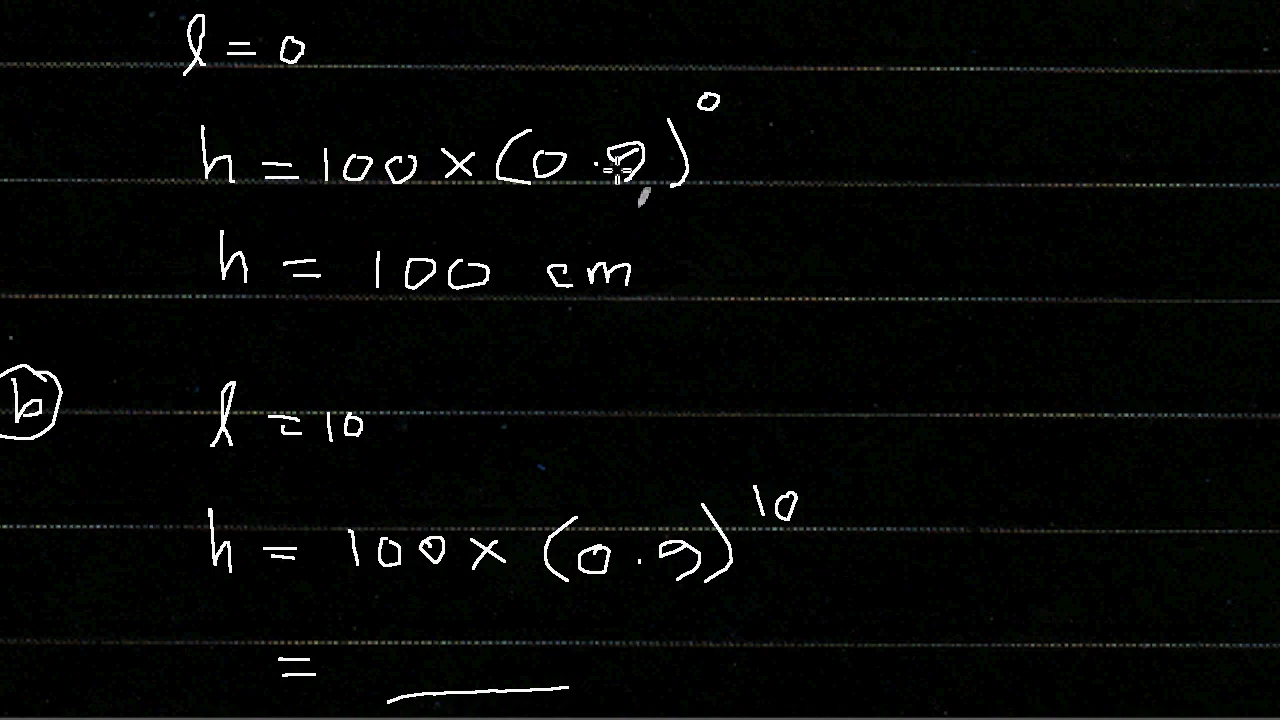 l = 0
h = 100 × (0.9)⁰
h = 100 cm
b l = 10
h = 100 × (0.9)¹⁰
=